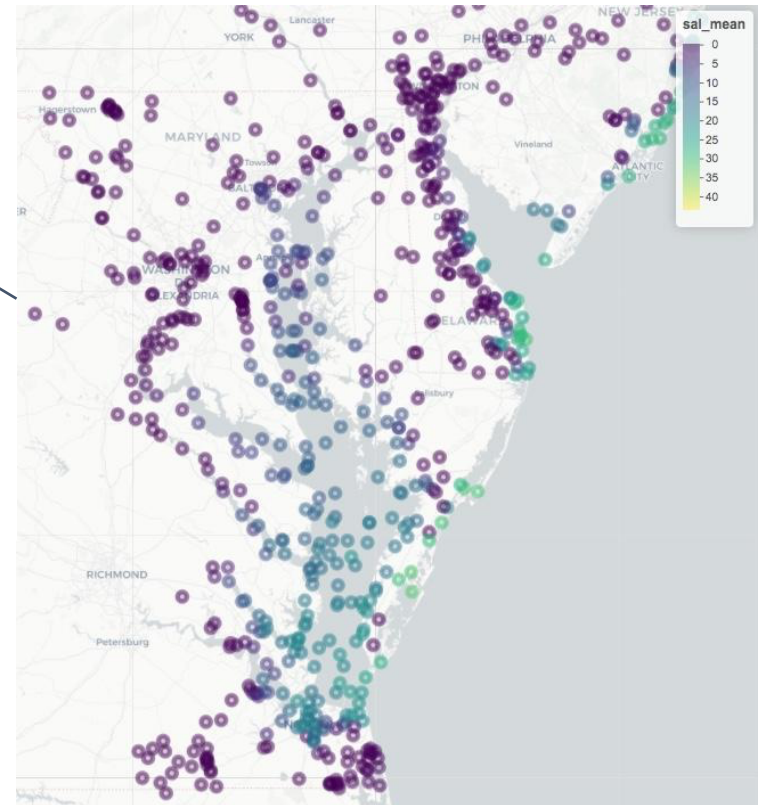 NEW JERSEY
Lancaster
YORK
PHILADELPHIA
sal_mean
0
5
10
15
20
25
30
35
40
Hagerstown
MARYLAND
Vineland
ATLANTIC
CITY
WASHINGTON
ALEXANDRIA
DELAWARE
Salisbury
RICHMOND
Petersburg